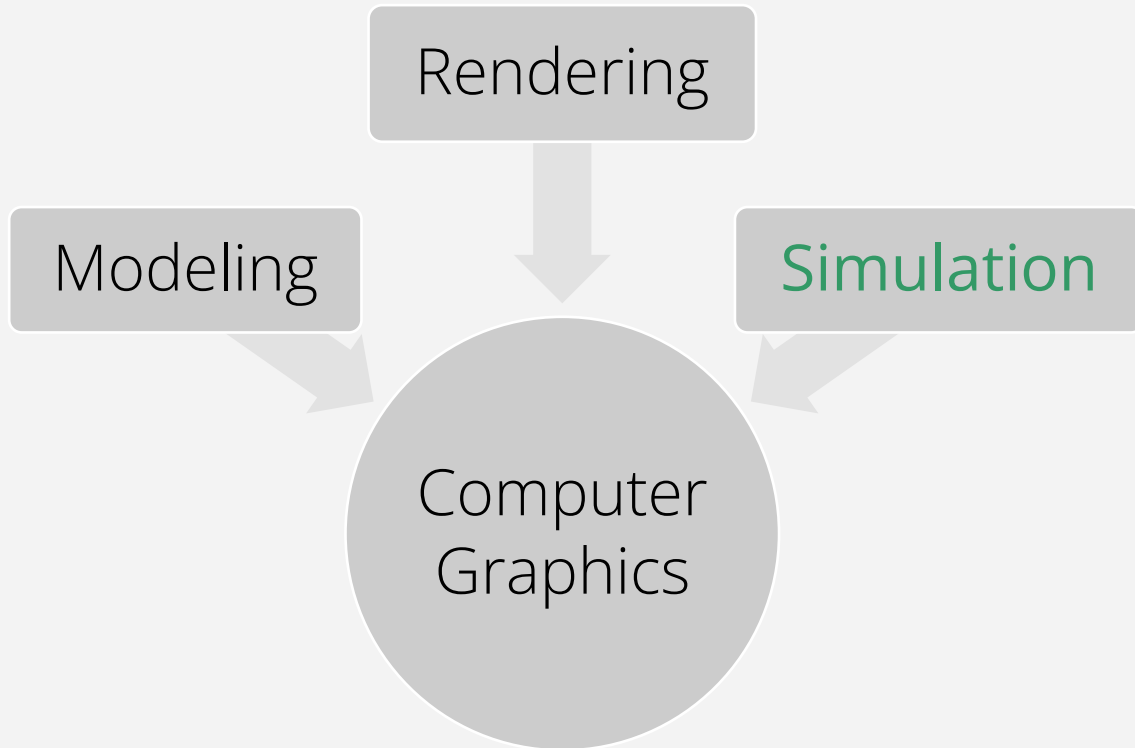 Rendering
Modeling
Simulation
Computer
Graphics